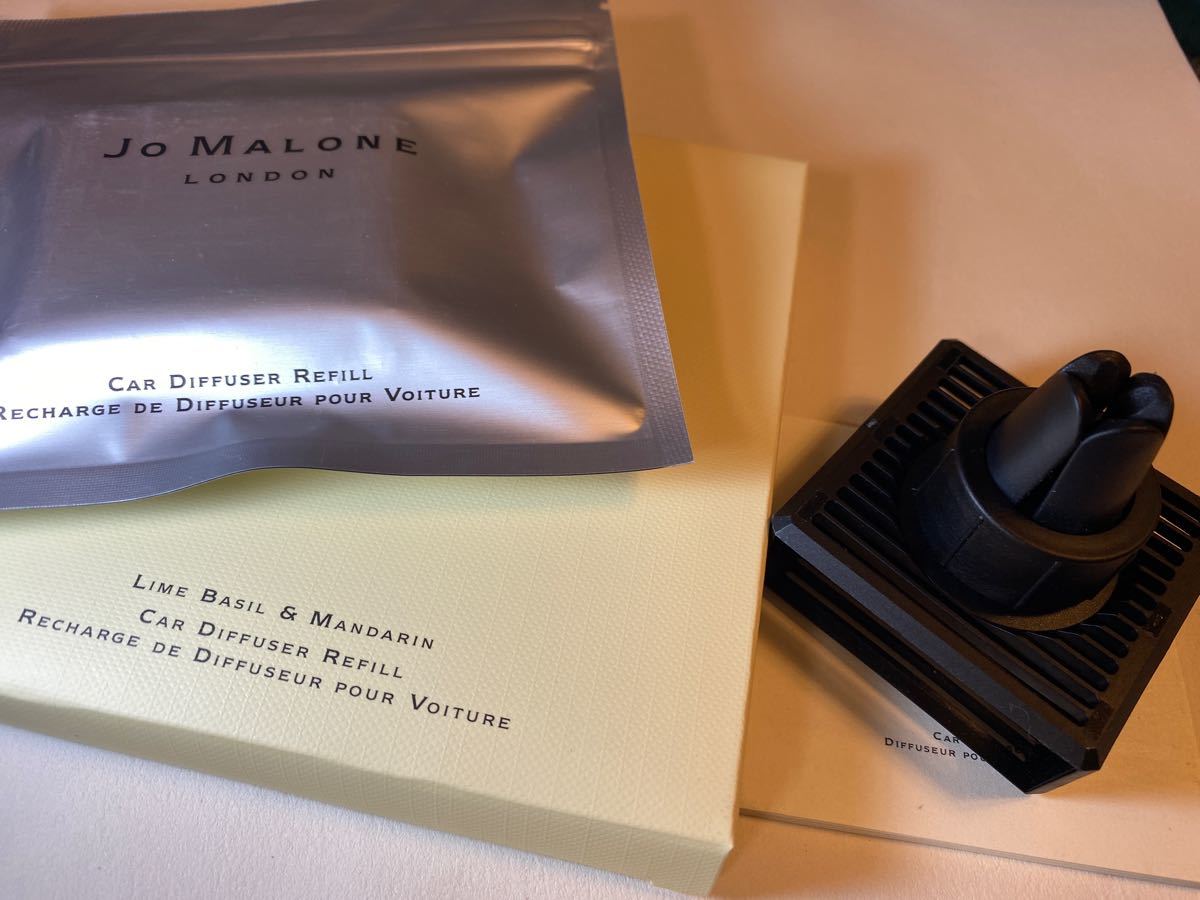 Jo Malone
London
Car Diffuser Refill
Recharge de Diffuseur pour Voiture
Lime Basil & Mandarin
Car Diffuser Refill
Recharge de Diffuseur pour Voiture
Car
Diffuseur